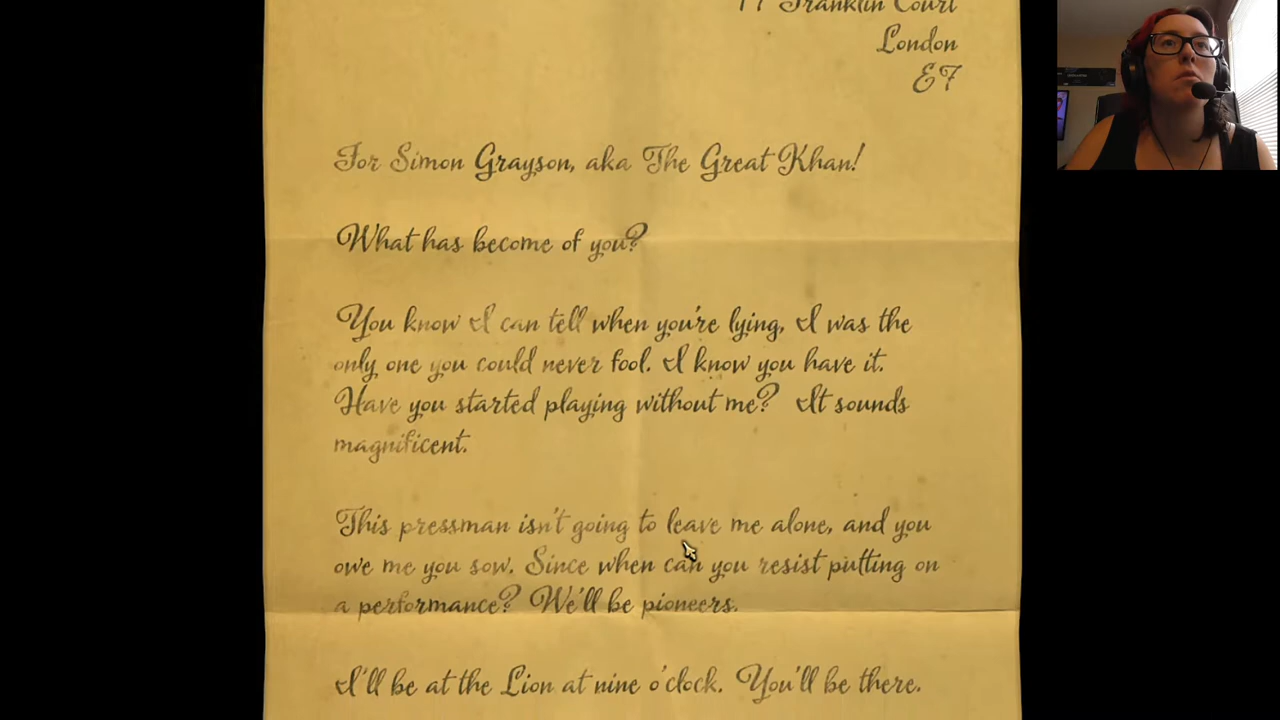 Franklin Court
London
E7
For Simon Grayson, aka The Great Khan!
What has become of you?
You know I can tell when you're lying, I was the
only one you could never fool. I know you have it.
Have you started playing without me? It sounds
magnificent.
This pressman isn't going to leave me alone, and you
owe me you sow. Since when can you resist putting on
a performance? We'll be pioneers.
I'll be at the Lion at nine o'clock. You'll be there.